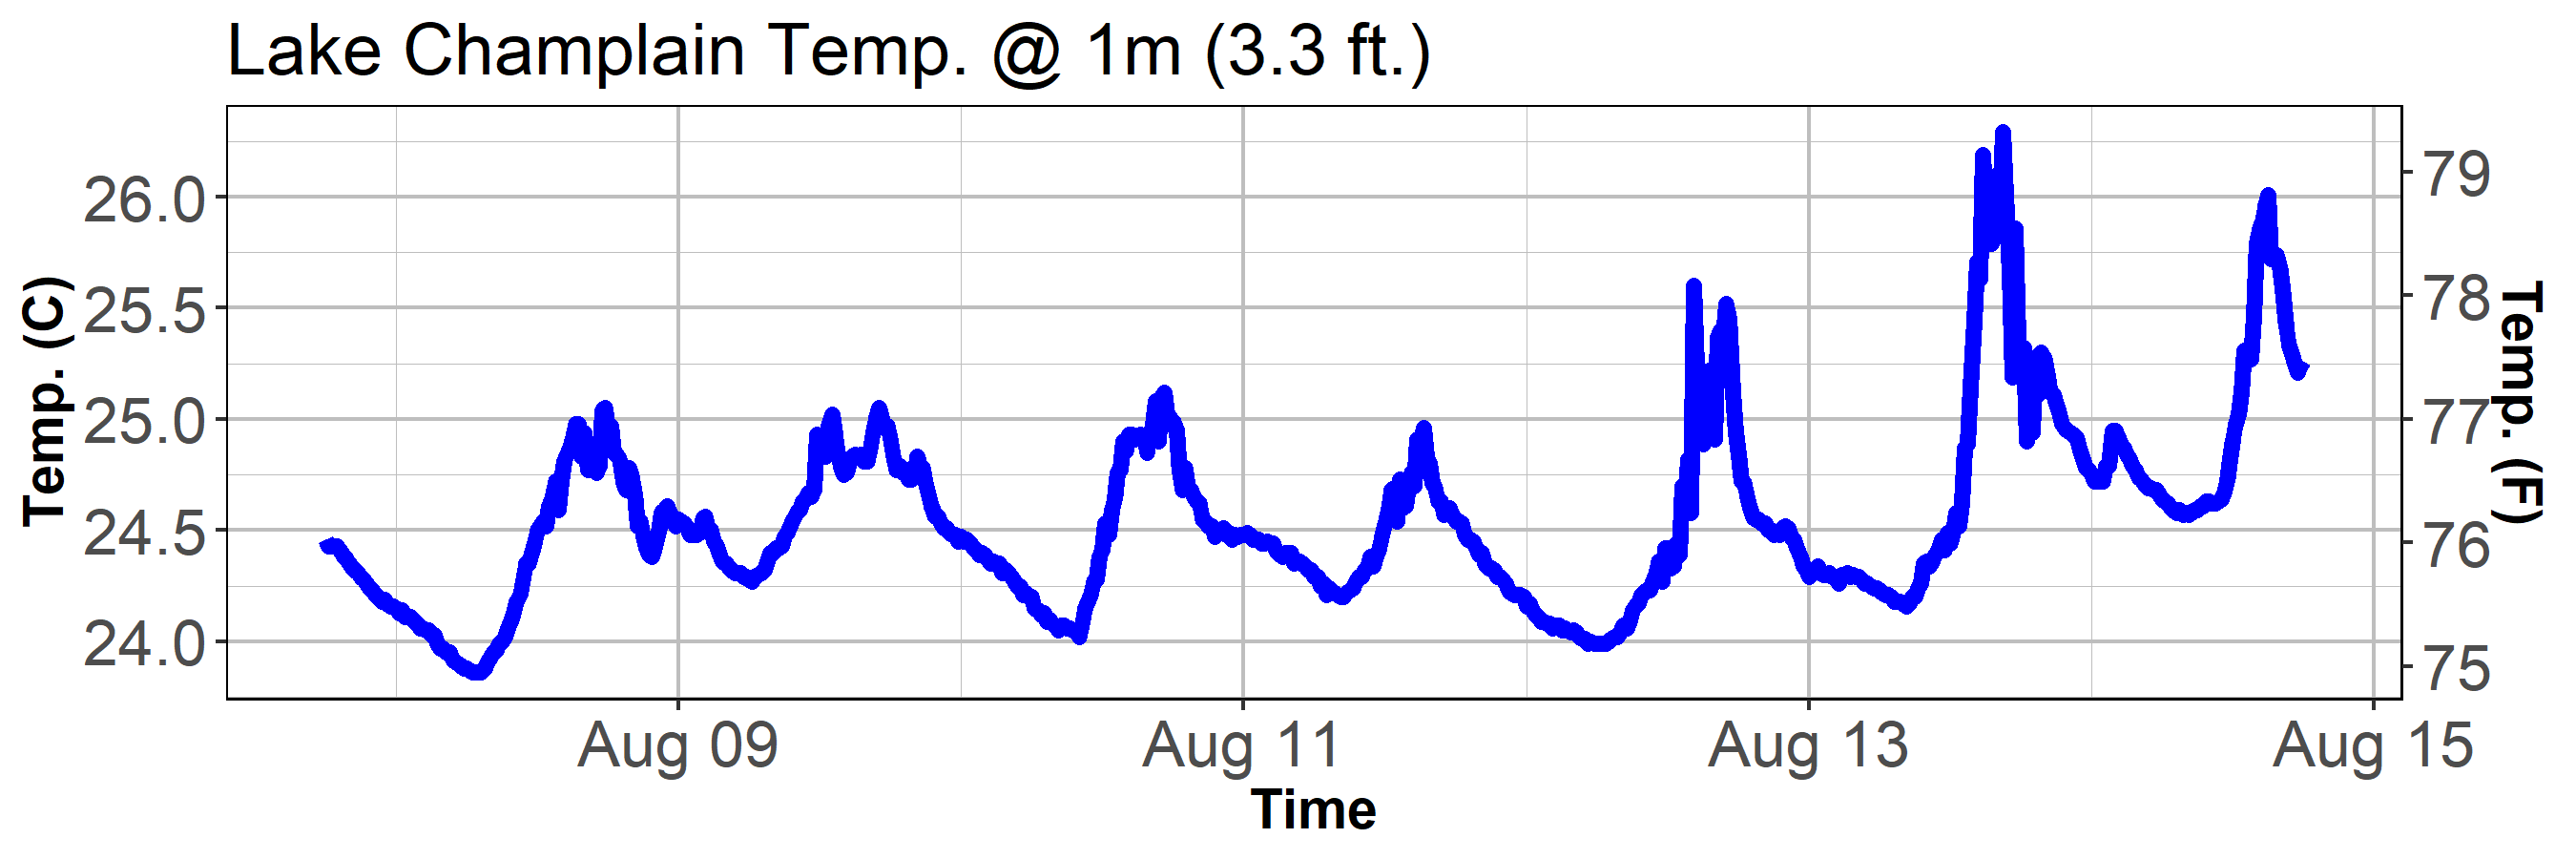 Lake Champlain Temp. @ 1m (3.3 ft.)
Temp. (C)
26.0
25.5
25.0
24.5
24.0
79
78
77
76
75
Temp. (F)
Aug 09 Aug 11 Aug 13 Aug 15
Time